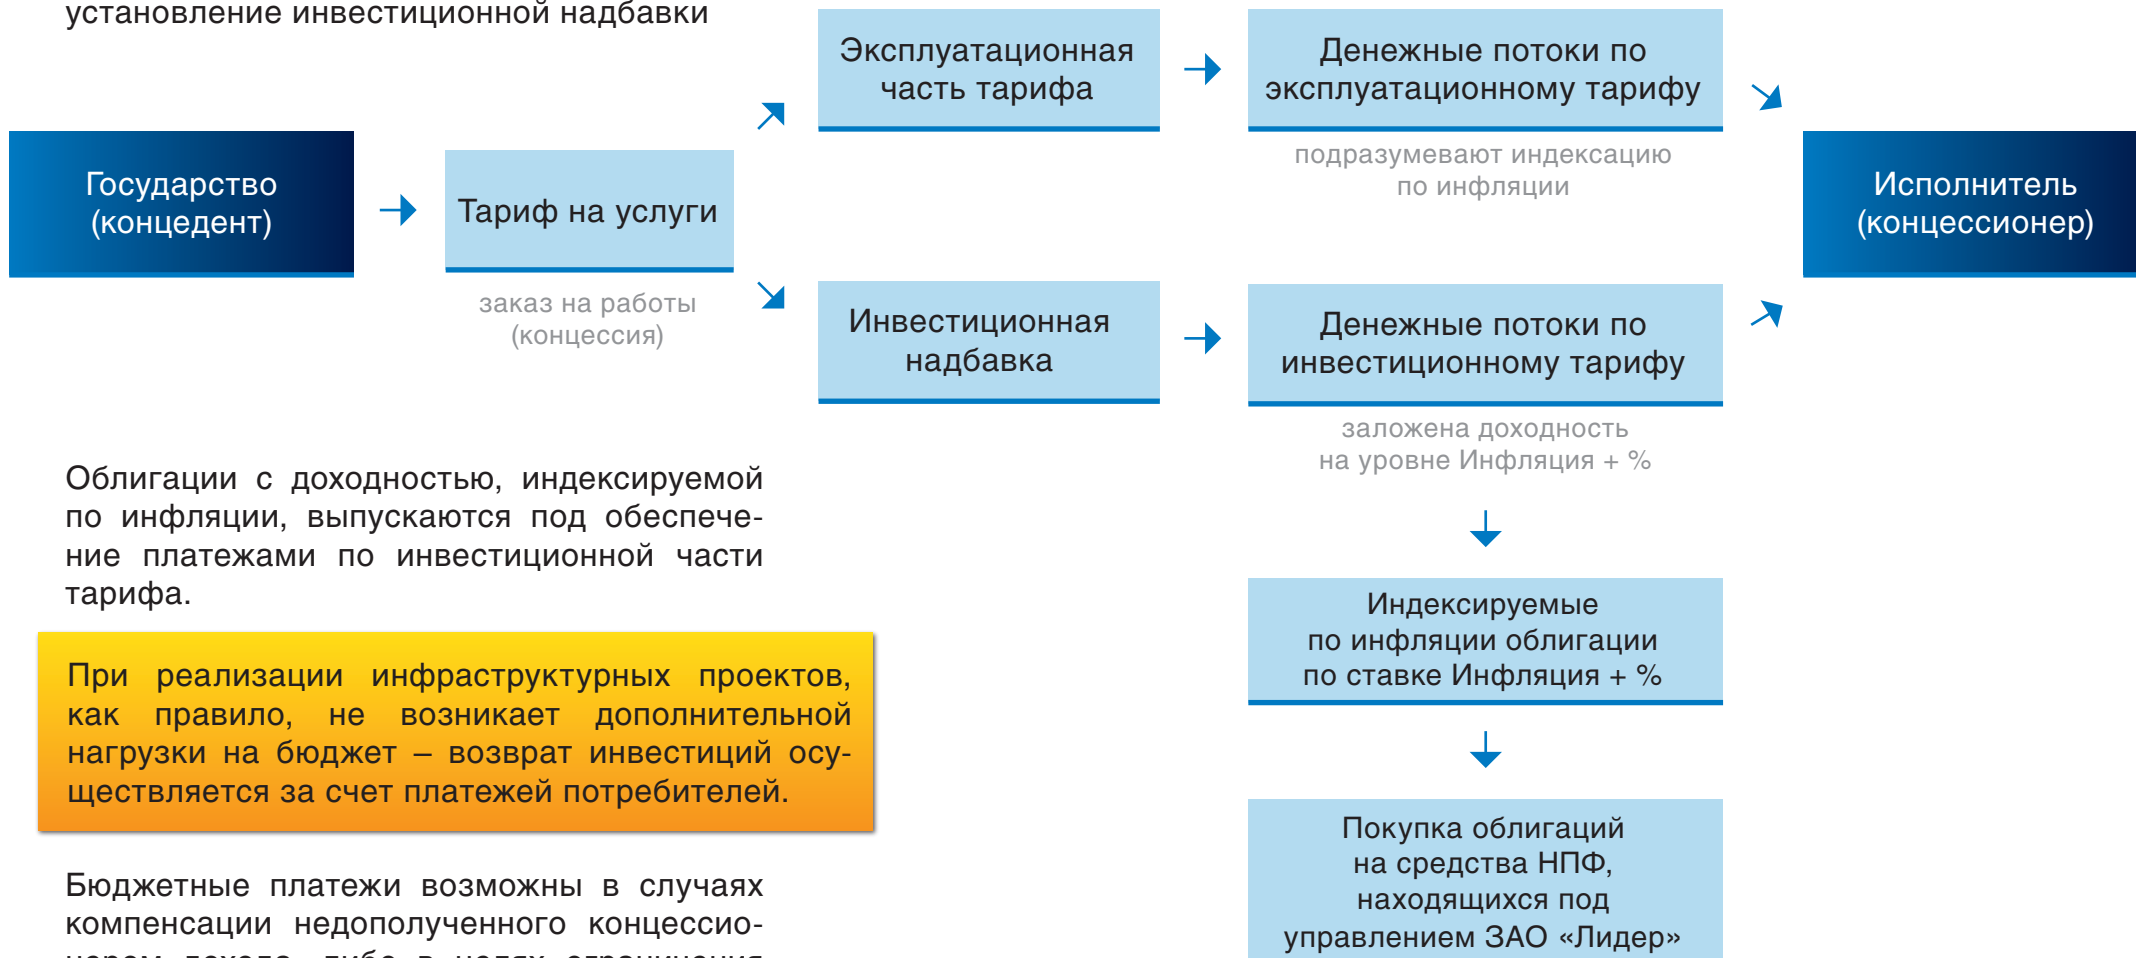 установление инвестиционной надбавки
Государство
(концедент)
Тариф на услуги
заказ на работы
(концессия)
Эксплуатационная
часть тарифа
Денежные потоки по
эксплуатационному тарифу
подразумевают индексацию
по инфляции
Инвестиционная
надбавка
Денежные потоки по
инвестиционному тарифу
заложена доходность
на уровне Инфляция + %
Исполнитель
(концессионер)
Индексируемые
по инфляции облигации
по ставке Инфляция + %
Покупка облигаций
на средства НПФ,
находящихся под
управлением ЗАО «Лидер»
Облигации с доходностью, индексируемой
по инфляции, выпускаются под обеспече-
ние платежами по инвестиционной части
тарифа.
При реализации инфраструктурных проектов,
как правило, не возникает дополнительной
нагрузки на бюджет – возврат инвестиций осу-
ществляется за счет платежей потребителей.
Бюджетные платежи возможны в случаях
компенсации недополученного концессио-
нером дохода, либо в целях ограничения